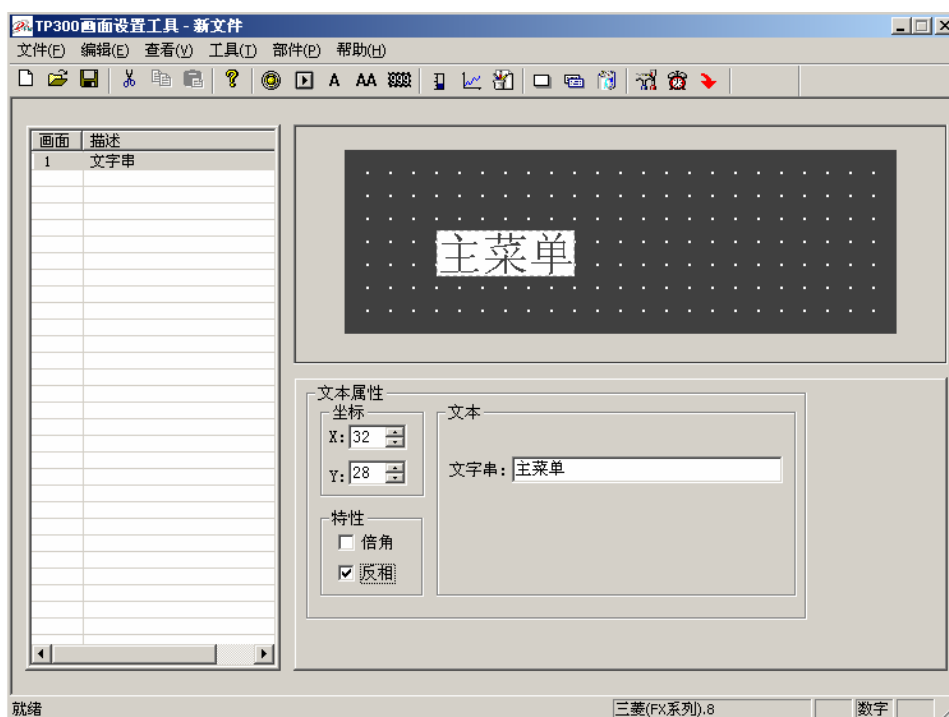 TP300画面设置工具 - 新文件
文件(F) 编辑(E) 查看(V) 工具(T) 部件(P) 帮助(H)
A AA
画面 描述
1 文字串
主菜单
文本属性
坐标
X: 32
Y: 28
文本
文字串: 主菜单
特性
倍角
反相
就绪
三菱(FX系列).8
数字